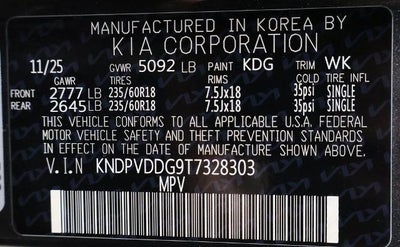 MANUFACTURED IN KOREA BY
KIA CORPORATION
11/25 GVWR 5092 LB PAINT KDG TRIM WK
GAWR TIRES RIMS COLD TIRE INFL
FRONT 2777 LB 235/60R18 7.5Jx18 35psi SINGLE
REAR 2645 LB 235/60R18 7.5Jx18 35psi SINGLE
THIS VEHICLE CONFORMS TO ALL APPLICABLE U.S.A. FEDERAL
MOTOR VEHICLE SAFETY AND THEFT PREVENTION STANDARDS
IN EFFECT ON THE DATE OF MANUFACTURE SHOWN ABOVE.
V.I.N KNDPVDDG9T7328303
MPV